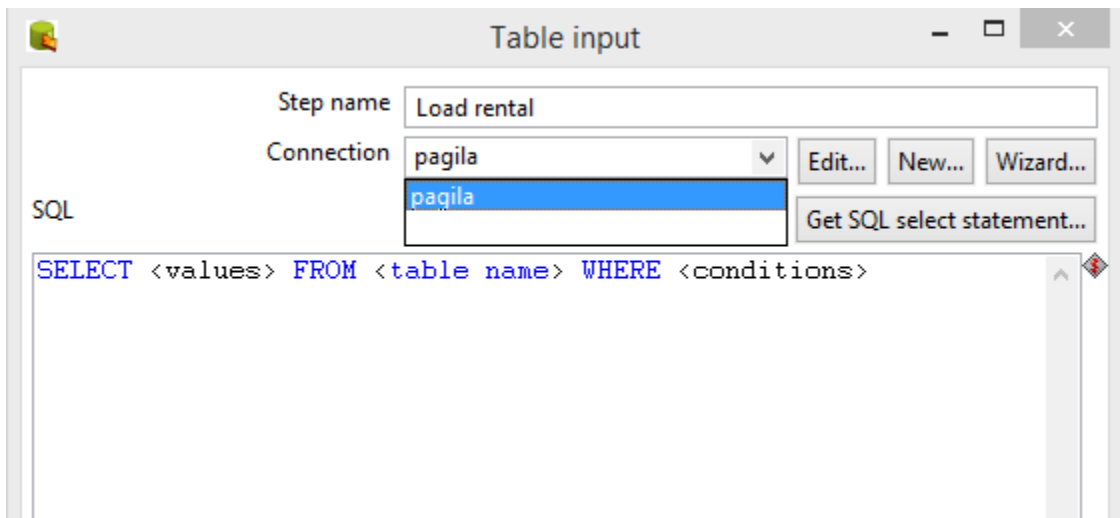 Table input
Step name Load rental
Connection pagila Edit... New... Wizard...
pagila
SQL Get SQL select statement...
SELECT <values> FROM <table name> WHERE <conditions>